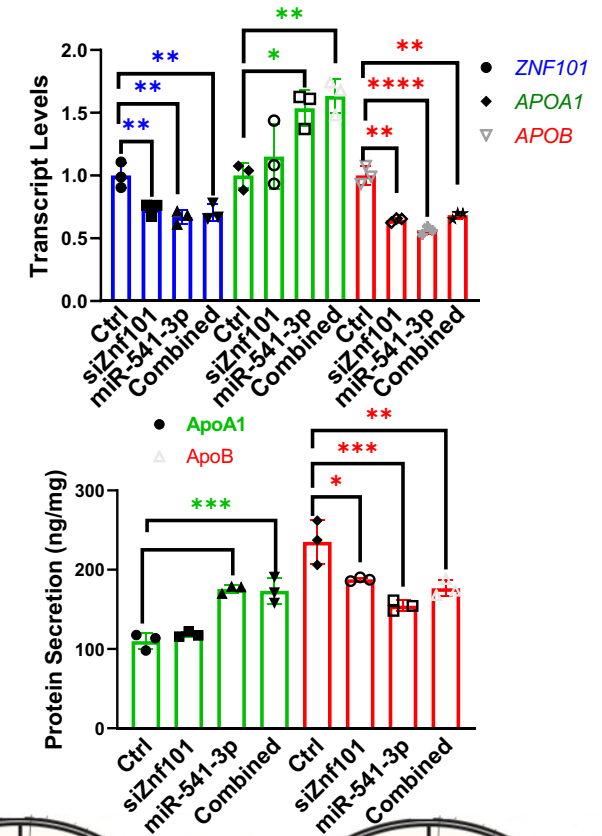 **
**
**
**
*
**
****
**
ZNF101
APOA1
APOB
Transcript Levels
2.0
1.5
1.0
0.5
0.0
Ctrl
siZnf101
miR-541-3p
Combined
Ctrl
siZnf101
miR-541-3p
Combined
Ctrl
siZnf101
miR-541-3p
Combined
ApoA1
ApoB
**
***
*
***
Protein Secretion (ng/mg)
300
200
100
0
Ctrl
siZnf101
miR-541-3p
Combined
Ctrl
siZnf101
miR-541-3p
Combined